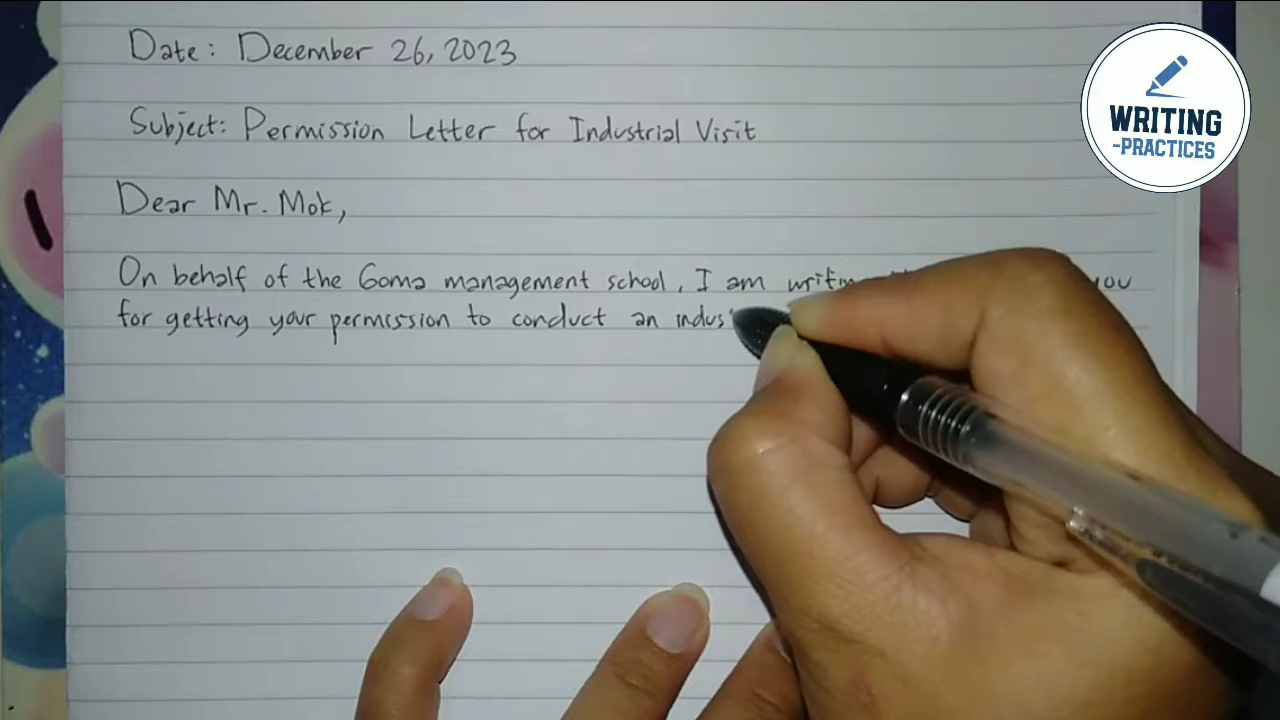 Date: December 26, 2023
Subject: Permission Letter for Industrial Visit
Dear Mr. Mok,
On behalf of the Goma management school, I am you
for getting your permission to conduct an
WRITING
-PRACTICES